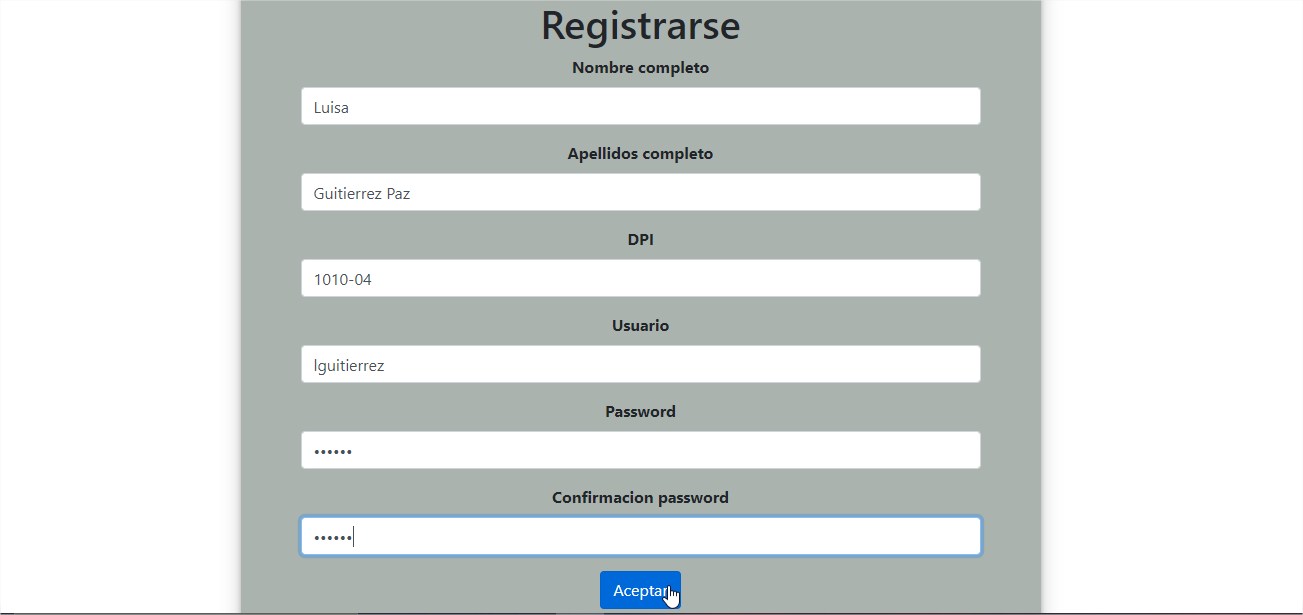 Registrarse
Nombre completo
Luisa
Apellidos completo
Guitierrez Paz
DPI
1010-04
Usuario
lguitierrez
Password
••••••
Confirmacion password
••••••
Aceptar